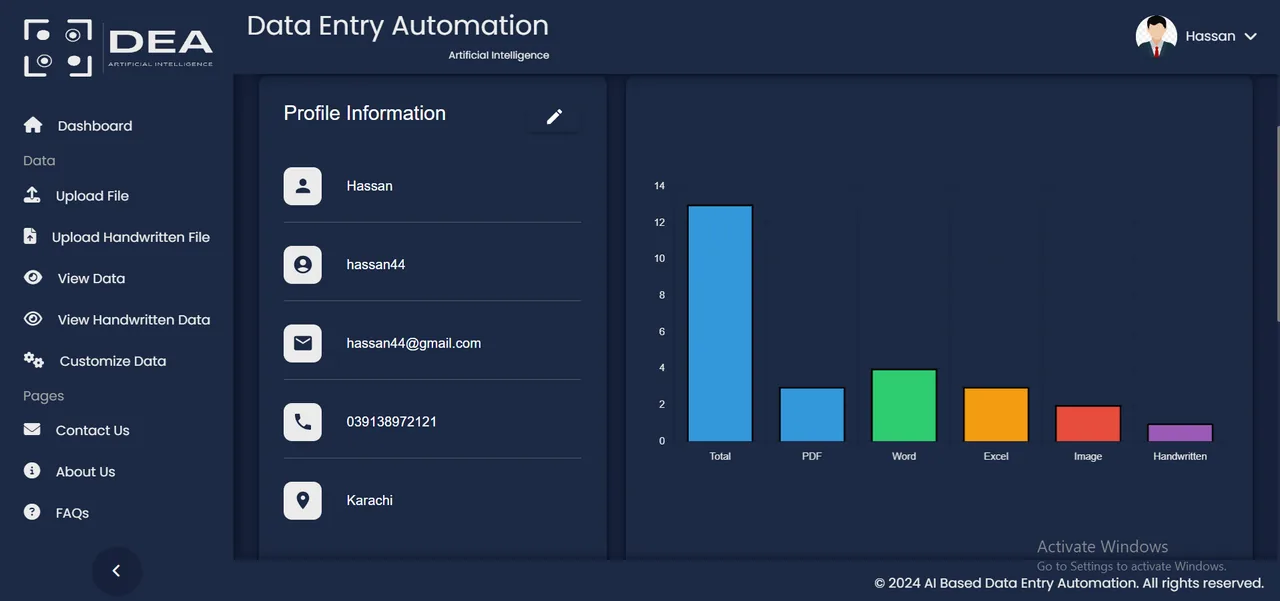 DEA
ARTIFICIAL INTELLIGENCE
Data Entry Automation
Artificial Intelligence
Hassan
Dashboard
Data
Upload File
Upload Handwritten File
View Data
View Handwritten Data
Customize Data
Pages
Contact Us
About Us
FAQs
Profile Information
Hassan
hassan44
hassan44@gmail.com
039138972121
Karachi
14
12
10
8
6
4
2
0
Total PDF Word Excel Image Handwritten
Activate Windows
Go to Settings to activate Windows.
© 2024 AI Based Data Entry Automation. All rights reserved.